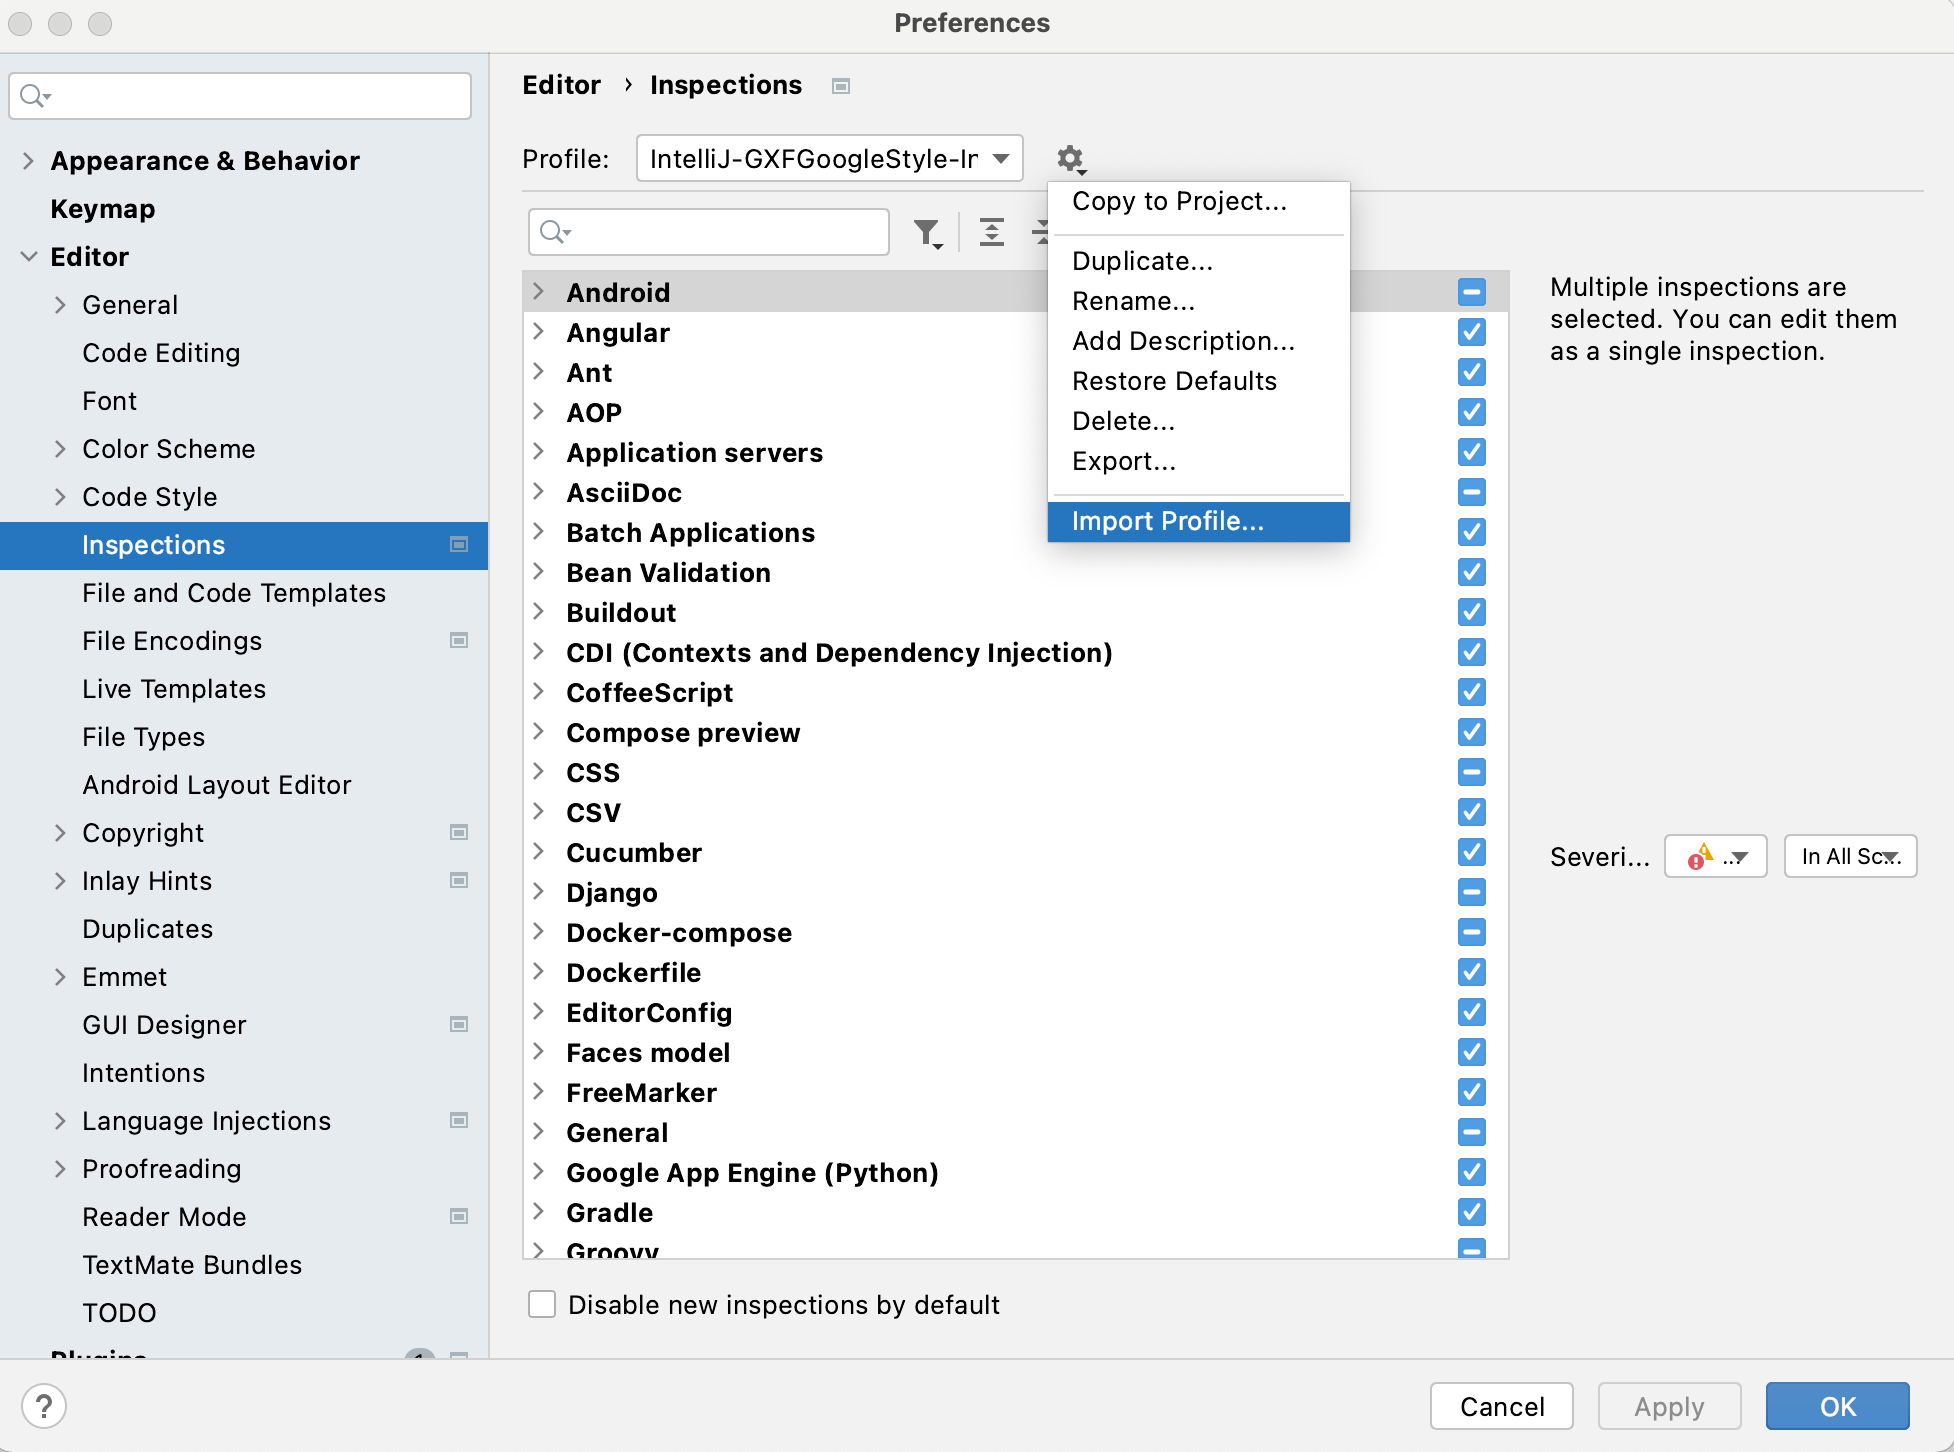 Preferences
Appearance & Behavior
Keymap
Editor
General
Code Editing
Font
Color Scheme
Code Style
Inspections
File and Code Templates
File Encodings
Live Templates
File Types
Android Layout Editor
Copyright
Inlay Hints
Duplicates
Emmet
GUI Designer
Intentions
Language Injections
Proofreading
Reader Mode
TextMate Bundles
TODO
Plugins 1
Editor › Inspections
Profile: IntelliJ-GXFGoogleStyle-Ir
Copy to Project...
Duplicate...
Rename...
Add Description...
Restore Defaults
Delete...
Export...
Import Profile...
Android
Angular
Ant
AOP
Application servers
AsciiDoc
Batch Applications
Bean Validation
Buildout
CDI (Contexts and Dependency Injection)
CoffeeScript
Compose preview
CSS
CSV
Cucumber
Django
Docker-compose
Dockerfile
EditorConfig
Faces model
FreeMarker
General
Google App Engine (Python)
Gradle
Groovy
Multiple inspections are
selected. You can edit them
as a single inspection.
Severi... ... In All Sc...
Disable new inspections by default
? Cancel Apply OK